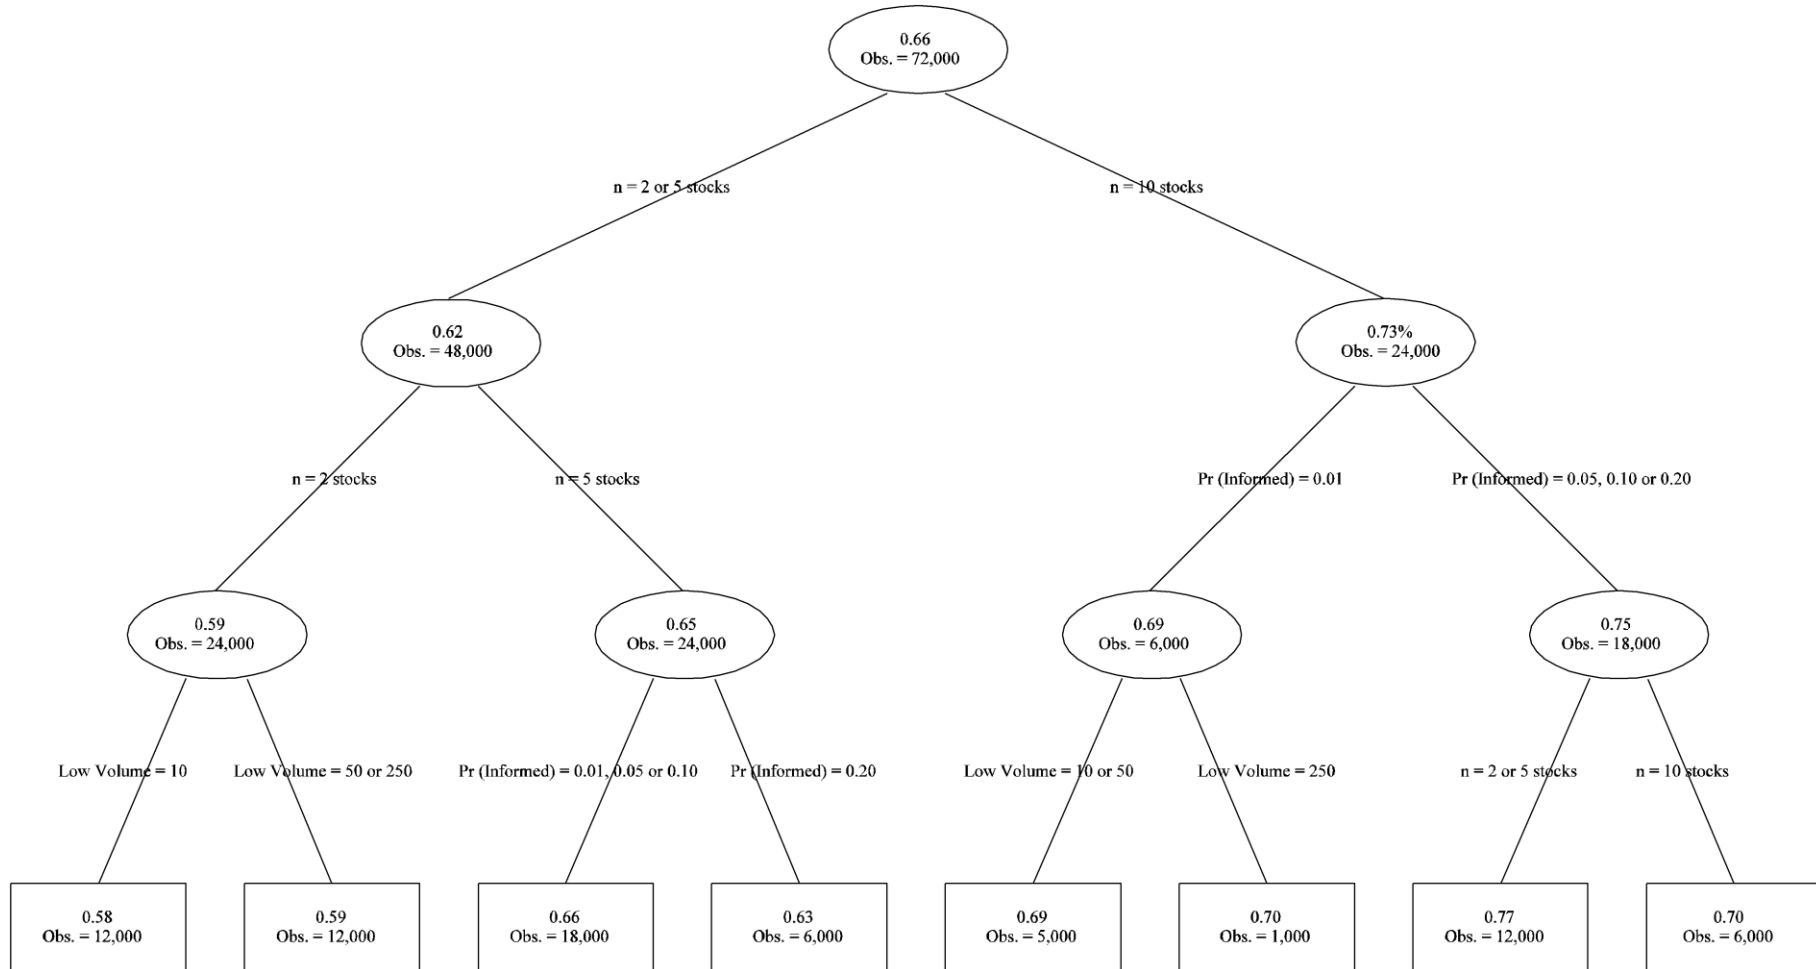 0.66
Obs. = 72,000
n = 2 or 5 stocks
n = 10 stocks
0.62
Obs. = 48,000
0.73%
Obs. = 24,000
n = 2 stocks
n = 5 stocks
Pr (Informed) = 0.01
Pr (Informed) = 0.05, 0.10 or 0.20
0.59
Obs. = 24,000
0.65
Obs. = 24,000
0.69
Obs. = 6,000
0.75
Obs. = 18,000
Low Volume = 10
Low Volume = 50 or 250
Pr (Informed) = 0.01, 0.05 or 0.10
Pr (Informed) = 0.20
Low Volume = 10 or 50
Low Volume = 250
n = 2 or 5 stocks
n = 10 stocks
0.58
Obs. = 12,000
0.59
Obs. = 12,000
0.66
Obs. = 18,000
0.63
Obs. = 6,000
0.69
Obs. = 5,000
0.70
Obs. = 1,000
0.77
Obs. = 12,000
0.70
Obs. = 6,000